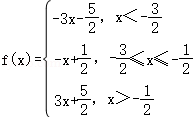 f(x)={
-3x-5/2, x<-3/2
-x+1/2, -3/2≤x≤-1/2
3x+5/2, x>-1/2